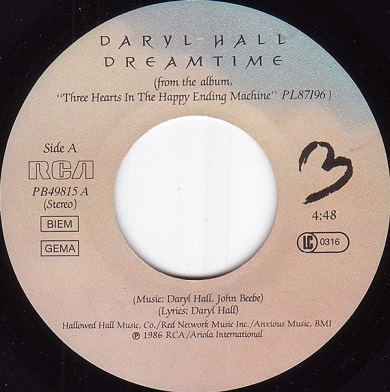 DARYL HALL
DREAMTIME
(from the album,
"Three Hearts In The Happy Ending Machine" PL87196)
Side A
RCA
PB49815 A
(Stereo)
BIEM
GEMA
3
4:48
LC 0316
(Music: Daryl Hall, John Beebe)
(Lyrics: Daryl Hall)
Hallowed Hall Music, Co./Red Network Music Inc./Anxious Music, BMI
℗ 1986 RCA/Ariola International